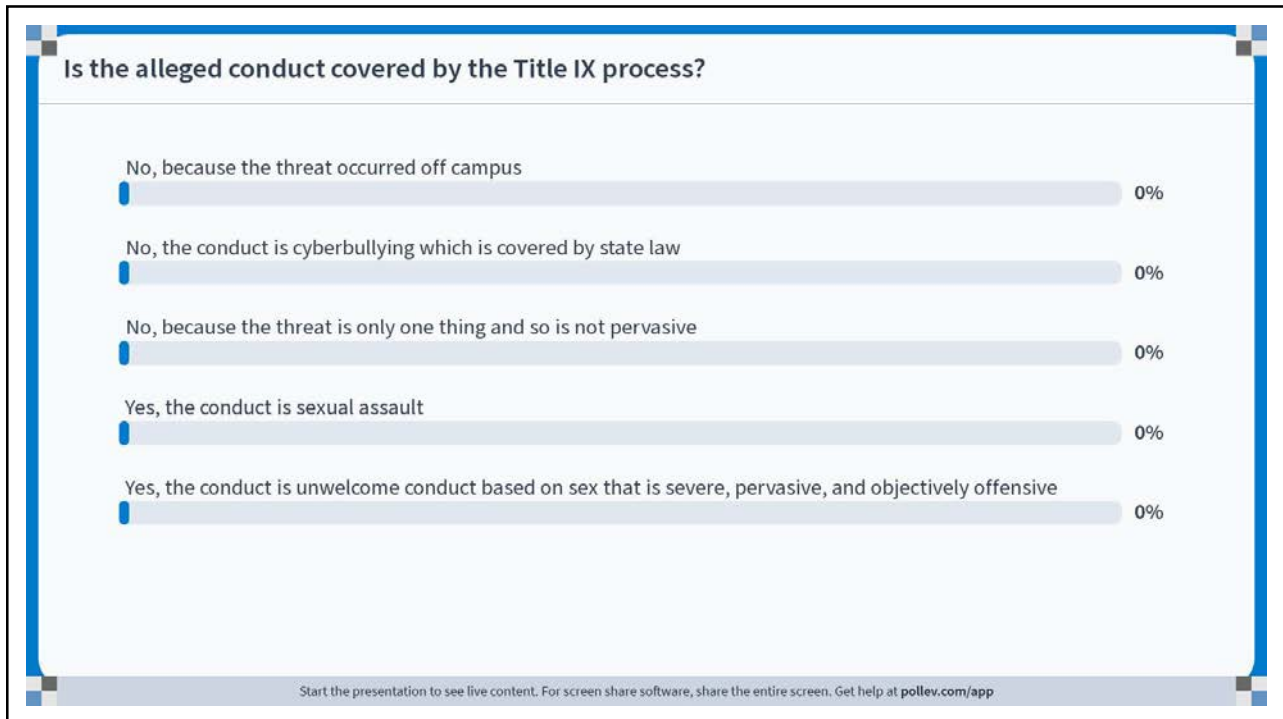 Is the alleged conduct covered by the Title IX process?
No, because the threat occurred off campus
0%
No, the conduct is cyberbullying which is covered by state law
0%
No, because the threat is only one thing and so is not pervasive
0%
Yes, the conduct is sexual assault
0%
Yes, the conduct is unwelcome conduct based on sex that is severe, pervasive, and objectively offensive
0%
Start the presentation to see live content. For screen share software, share the entire screen. Get help at pollev.com/app